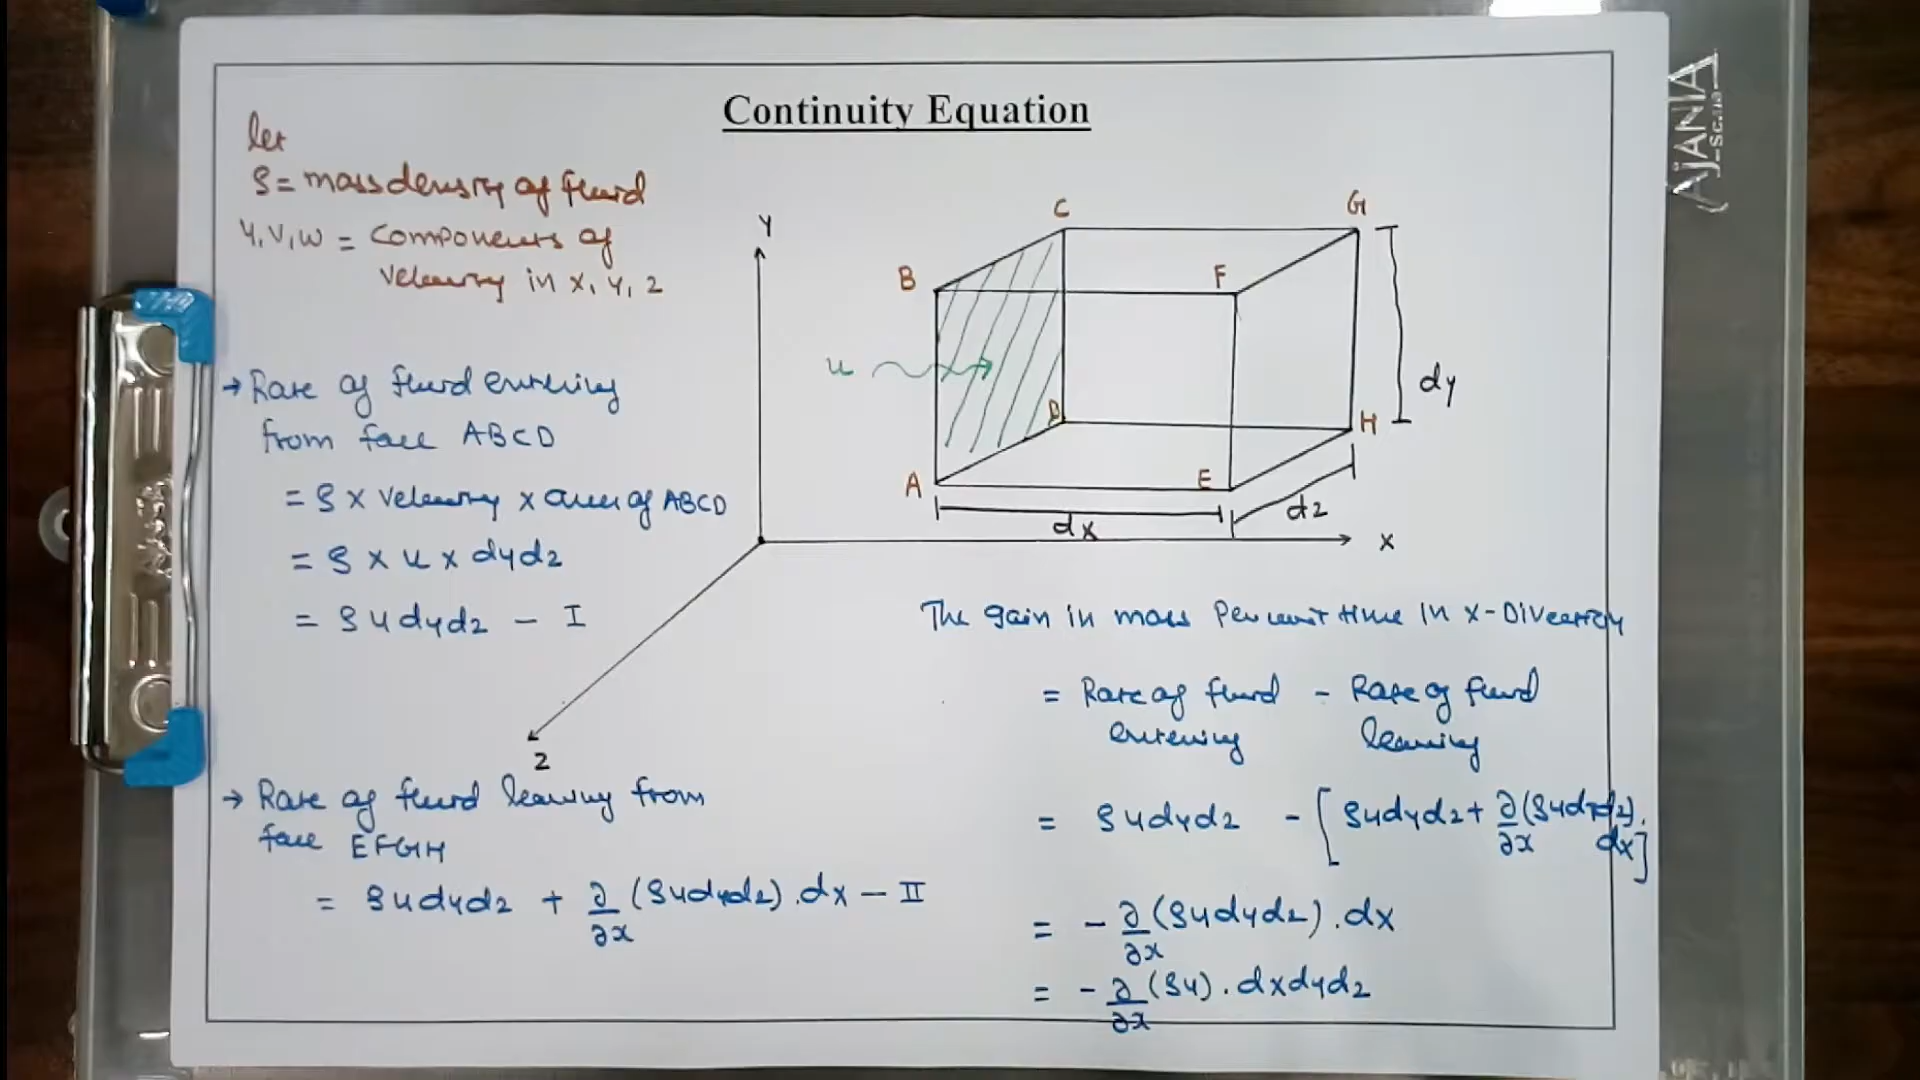 Continuity Equation
let
ρ = mass density of fluid
u, v, w = components of
velocity in x, y, z
→ Rate of fluid entering
from face ABCD
= ρ x velocity x area of ABCD
= ρ x u x dydz
= ρudydz - I
Y
C
G
B
F
u
dy
D
H
A
E
dz
dx
X
Z
→ Rate of fluid leaving from
face EFGH
= ρudydz + ∂/∂x (ρudydz).dx - II
The gain in mass per unit time in x-Direction
= Rate of fluid - Rate of fluid
entering leaving
= ρudydz - [ρudydz + ∂/∂x (ρudydz).
dx]
= - ∂/∂x (ρudydz).dx
= - ∂/∂x (ρu).dxdydz
AJANTA